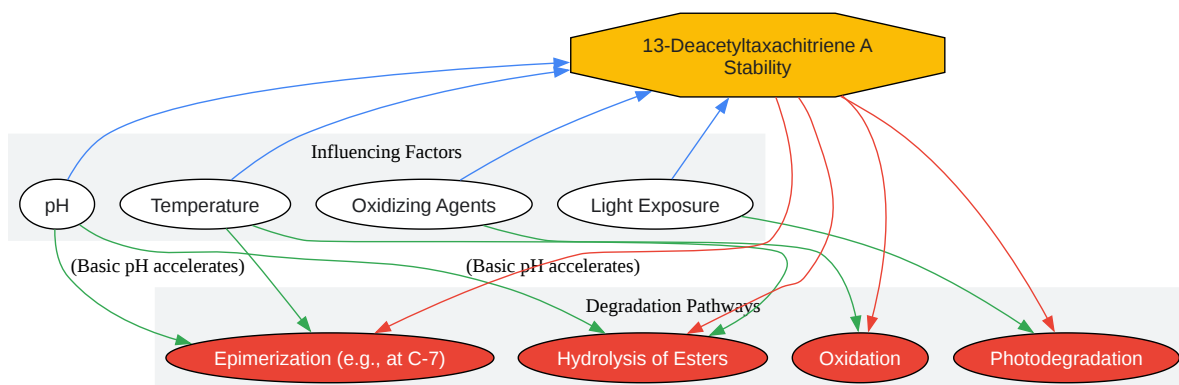 13-Deacetyltaxachitriene A
Stability
Influencing Factors
pH
Temperature
Oxidizing Agents
Light Exposure
(Basic pH accelerates)
(Basic pH accelerates)
Degradation Pathways
Epimerization (e.g., at C-7)
Hydrolysis of Esters
Oxidation
Photodegradation